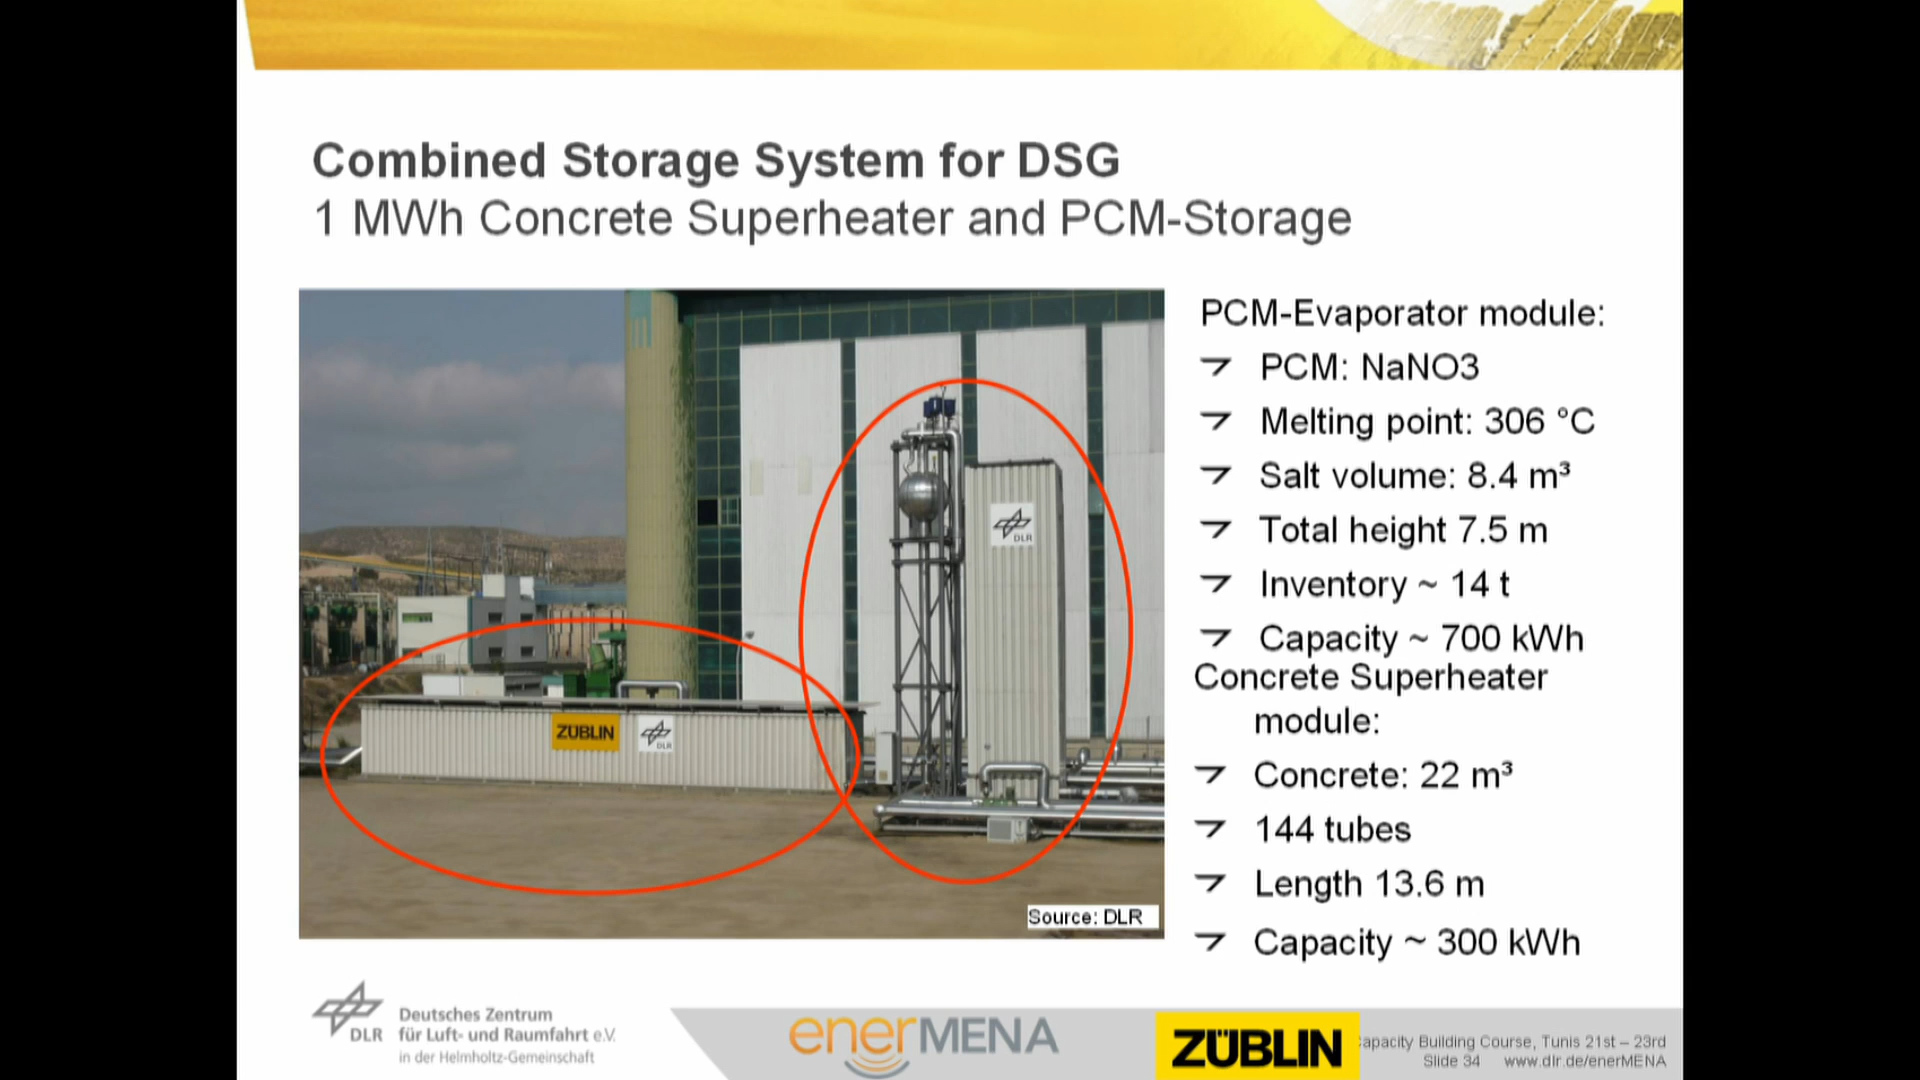 Combined Storage System for DSG
1 MWh Concrete Superheater and PCM-Storage
PCM-Evaporator module:
PCM: NaNO3
Melting point: 306 °C
Salt volume: 8.4 m³
Total height 7.5 m
Inventory ~ 14 t
Capacity ~ 700 kWh
Concrete Superheater
module:
Concrete: 22 m³
144 tubes
Length 13.6 m
Capacity ~ 300 kWh
DLR
ZÜBLIN
DLR
Source: DLR
DLR
Deutsches Zentrum
für Luft- und Raumfahrt e.V.
in der Helmholtz-Gemeinschaft
enerMENA
ZÜBLIN
apacity Building Course, Tunis 21st – 23rd
Slide 34 www.dlr.de/enerMENA